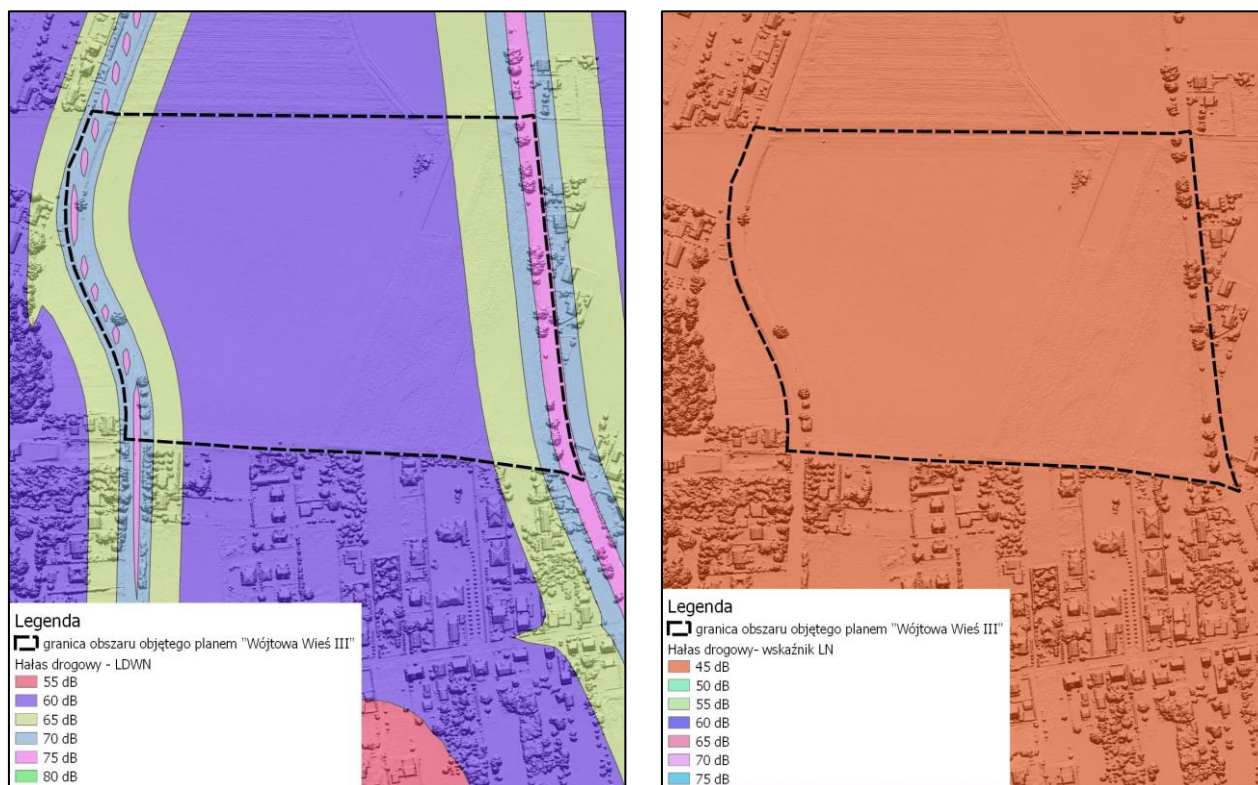 Legenda
granica obszaru objętego planem "Wójtowa Wieś III"
Hałas drogowy - LDWN
55 dB
60 dB
65 dB
70 dB
75 dB
80 dB
Legenda
granica obszaru objętego planem "Wójtowa Wieś III"
Hałas drogowy- wskaźnik LN
45 dB
50 dB
55 dB
60 dB
65 dB
70 dB
75 dB